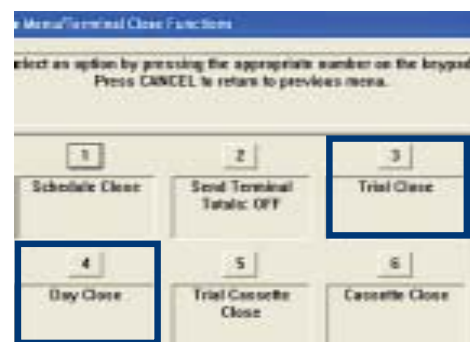 Menu/Terminal Close Functions
elect an option by pressing the appropriate number on the keypad
Press CANCEL to return to previous menu.
1
2
3
Schedule Close
Send Terminal
Totals: OFF
Trial Close
4
5
6
Day Close
Trial Cassette
Close
Cassette Close